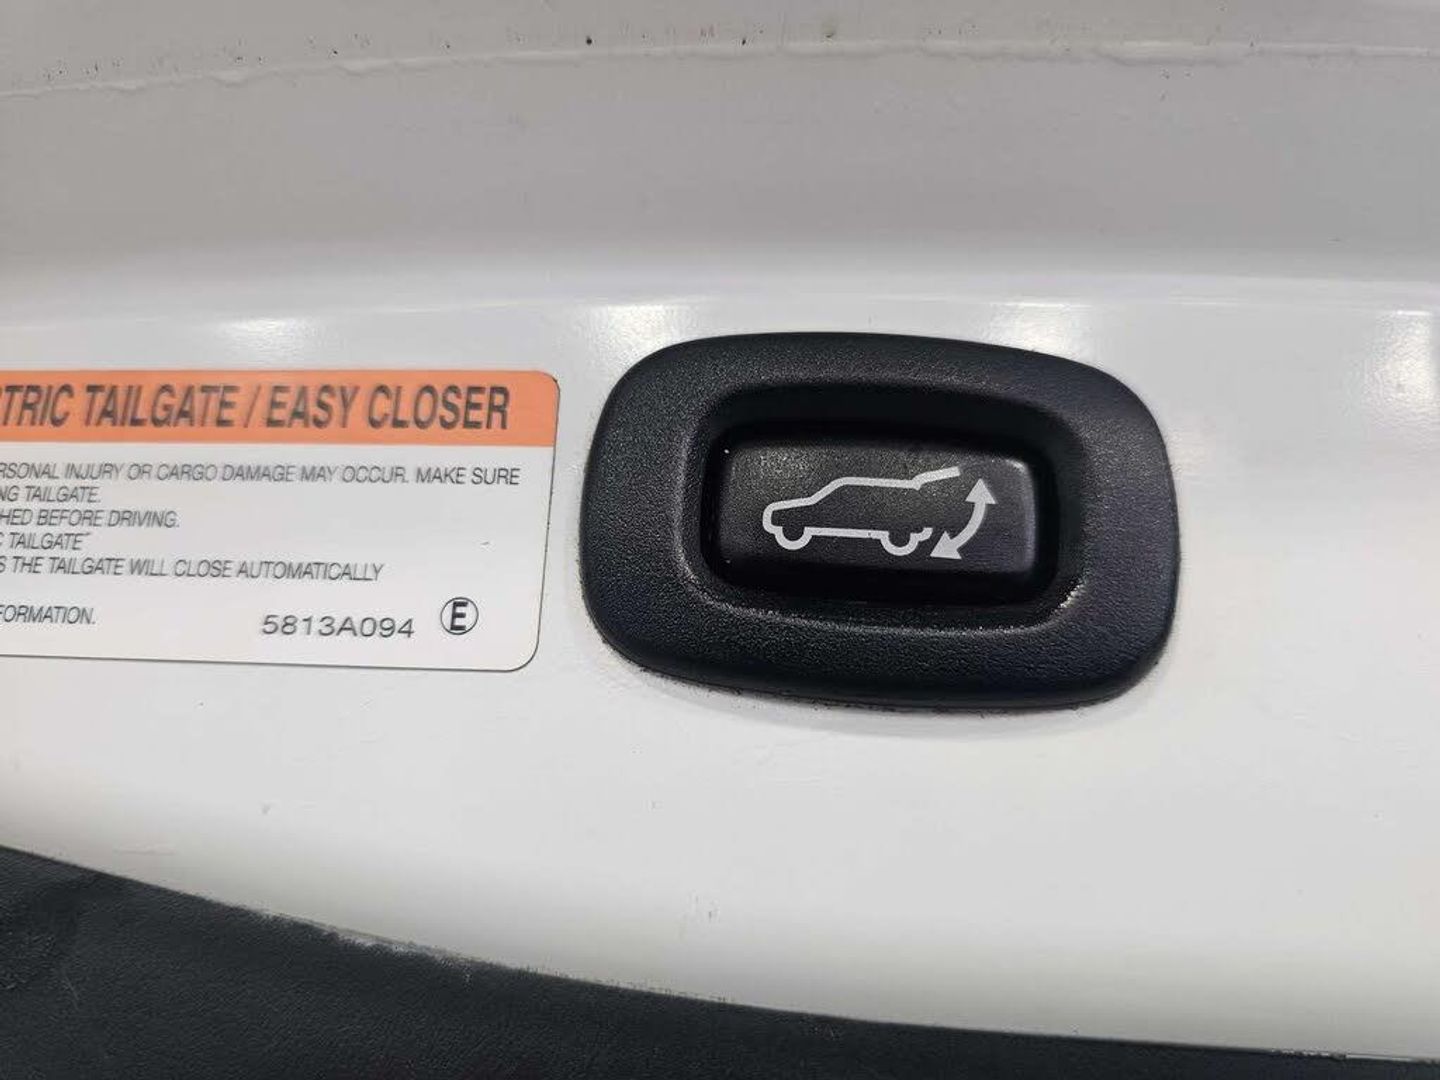 TRIC TAILGATE / EASY CLOSER
RSONAL INJURY OR CARGO DAMAGE MAY OCCUR. MAKE SURE
NG TAILGATE.
HED BEFORE DRIVING.
C TAILGATE"
S THE TAILGATE WILL CLOSE AUTOMATICALLY
FORMATION.
5813A094 E